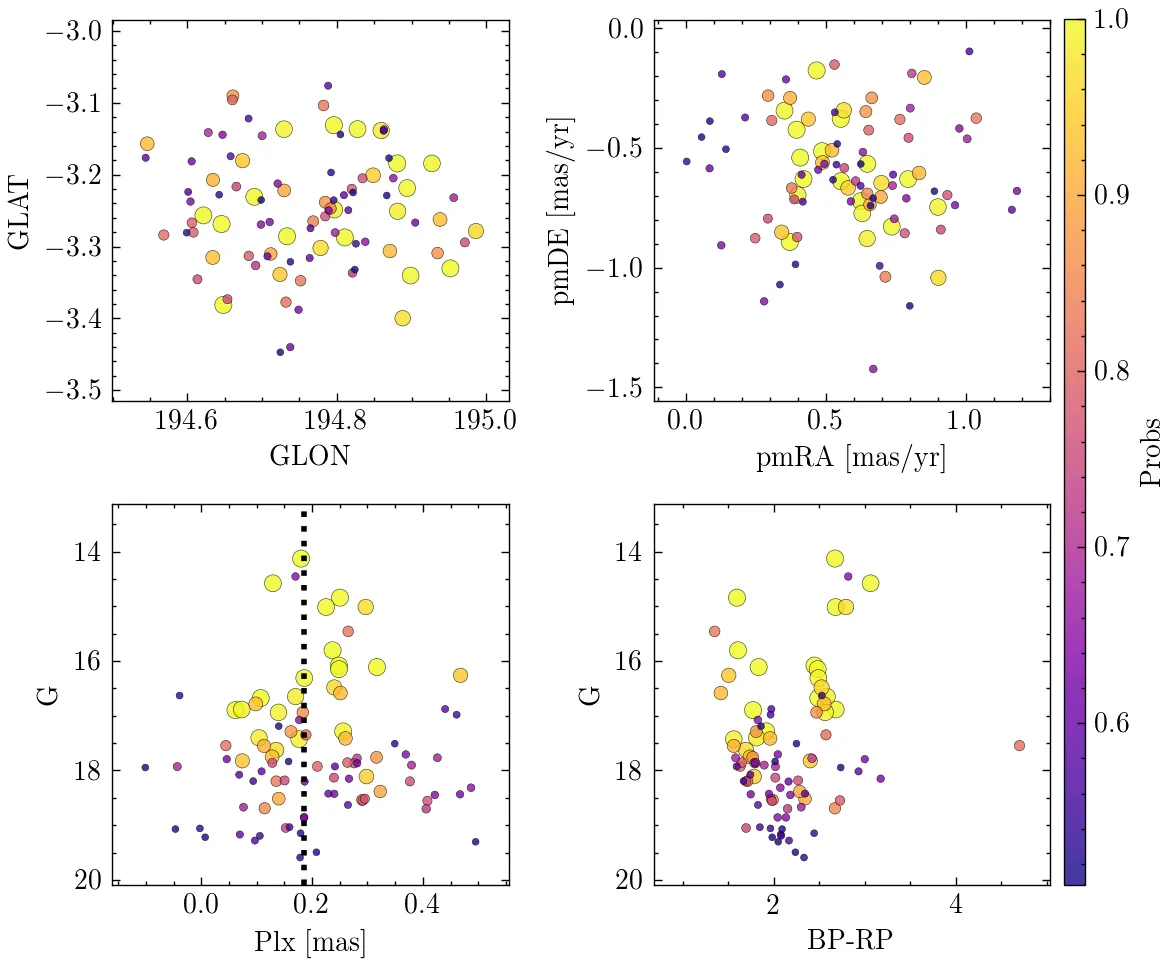 −3.0
−3.1
−3.2
−3.3
−3.4
−3.5
GLAT
194.6 194.8 195.0
GLON
0.0
−0.5
−1.0
−1.5
pmDE [mas/yr]
0.0 0.5 1.0
pmRA [mas/yr]
14
16
18
20
G
0.0 0.2 0.4
Plx [mas]
14
16
18
20
G
2 4
BP-RP
1.0
0.9
0.8
0.7
0.6
Probs